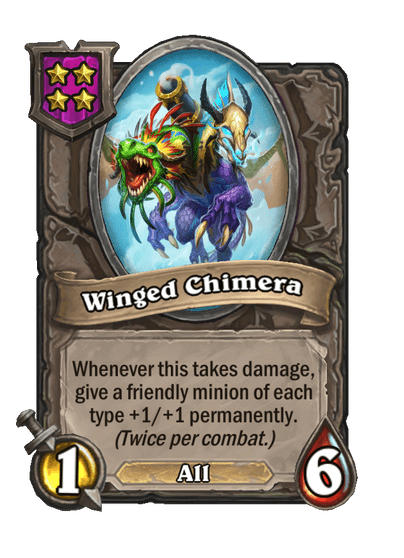 Winged Chimera
Whenever this takes damage,
give a friendly minion of each
type +1/+1 permanently.
(Twice per combat.)
All
1
6